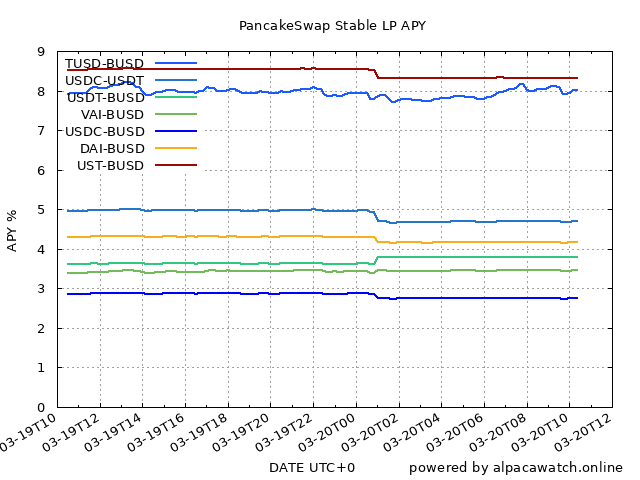 PancakeSwap Stable LP APY
9
8
7
6
5
4
3
2
1
0
APY %
TUSD-BUSD
USDC-USDT
USDT-BUSD
VAI-BUSD
USDC-BUSD
DAI-BUSD
UST-BUSD
03-19T10
03-19T12
03-19T14
03-19T16
03-19T18
03-19T20
03-19T22
03-20T00
03-20T02
03-20T04
03-20T06
03-20T08
03-20T10
03-20T12
DATE UTC+0
powered by alpacawatch.online